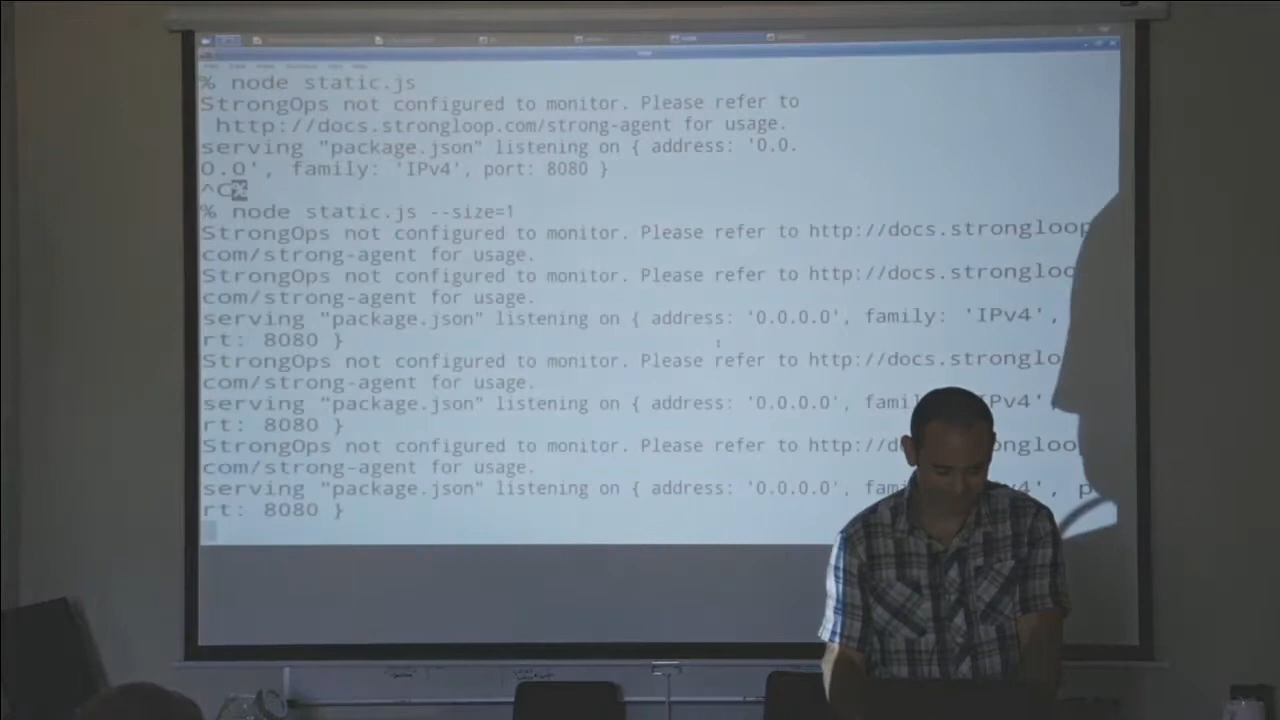 % node static.js
StrongOps not configured to monitor. Please refer to
http://docs.strongloop.com/strong-agent for usage.
serving "package.json" listening on { address: '0.0.
0.0', family: 'IPv4', port: 8080 }
^C%
% node static.js --size=1
StrongOps not configured to monitor. Please refer to http://docs.strongloop
com/strong-agent for usage.
StrongOps not configured to monitor. Please refer to http://docs.strongloo
com/strong-agent for usage.
serving "package.json" listening on { address: '0.0.0.0', family: 'IPv4',
rt: 8080 }
StrongOps not configured to monitor. Please refer to http://docs.stronglo
com/strong-agent for usage.
serving "package.json" listening on { address: '0.0.0.0', famil Pv4',
rt: 8080 }
StrongOps not configured to monitor. Please refer to http://d ongloo
com/strong-agent for usage.
serving "package.json" listening on { address: '0.0.0.0', fami v4', p
rt: 8080 }